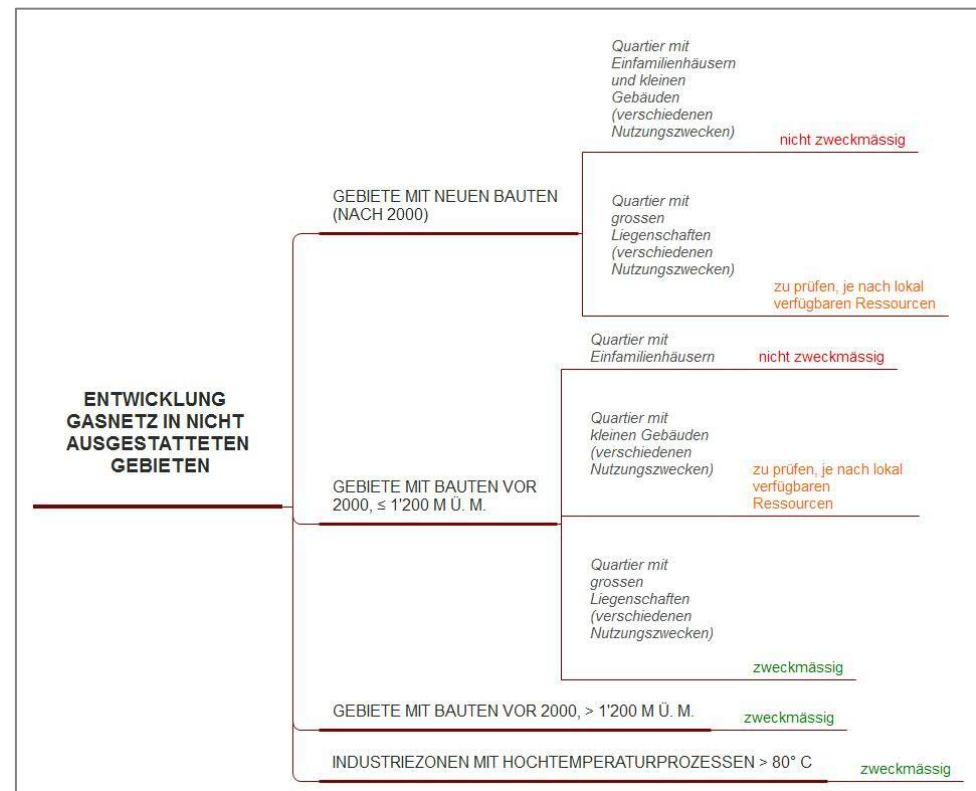 Quartier mit
Einfamilienhäusern
und kleinen
Gebäuden
(verschiedenen
Nutzungszwecken)
nicht zweckmässig
GEBIETE MIT NEUEN BAUTEN
(NACH 2000)
Quartier mit
grossen
Liegenschaften
(verschiedenen
Nutzungszwecken)
zu prüfen, je nach lokal
verfügbaren Ressourcen
Quartier mit
Einfamilienhäusern
nicht zweckmässig
ENTWICKLUNG
GASNETZ IN NICHT
AUSGESTATTETEN
GEBIETEN
Quartier mit
kleinen Gebäuden
(verschiedenen
Nutzungszwecken)
zu prüfen, je nach lokal
verfügbaren
Ressourcen
GEBIETE MIT BAUTEN VOR
2000, ≤ 1'200 M Ü. M.
Quartier mit
grossen
Liegenschaften
(verschiedenen
Nutzungszwecken)
zweckmässig
GEBIETE MIT BAUTEN VOR 2000, > 1'200 M Ü. M.
zweckmässig
INDUSTRIEZONEN MIT HOCHTEMPERATURPROZESSEN > 80° C
zweckmässig